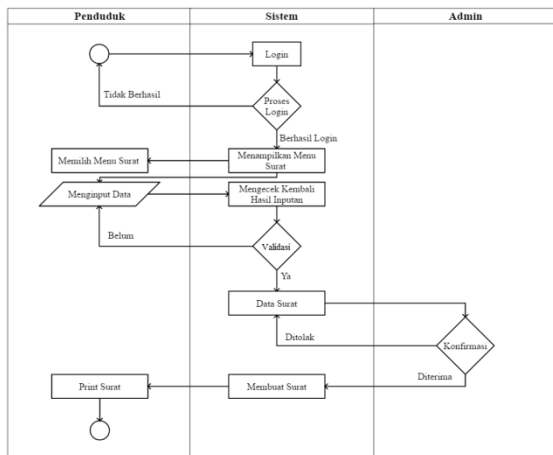 Penduduk
Sistem
Admin
Login
Tidak Berhasil
Proses
Login
Berhasil Login
Memilih Menu Surat
Menampilkan Menu
Surat
Menginput Data
Mengecek Kembali
Hasil Inputan
Belum
Validasi
Ya
Data Surat
Ditolak
Konfirmasi
Diterima
Print Surat
Membuat Surat